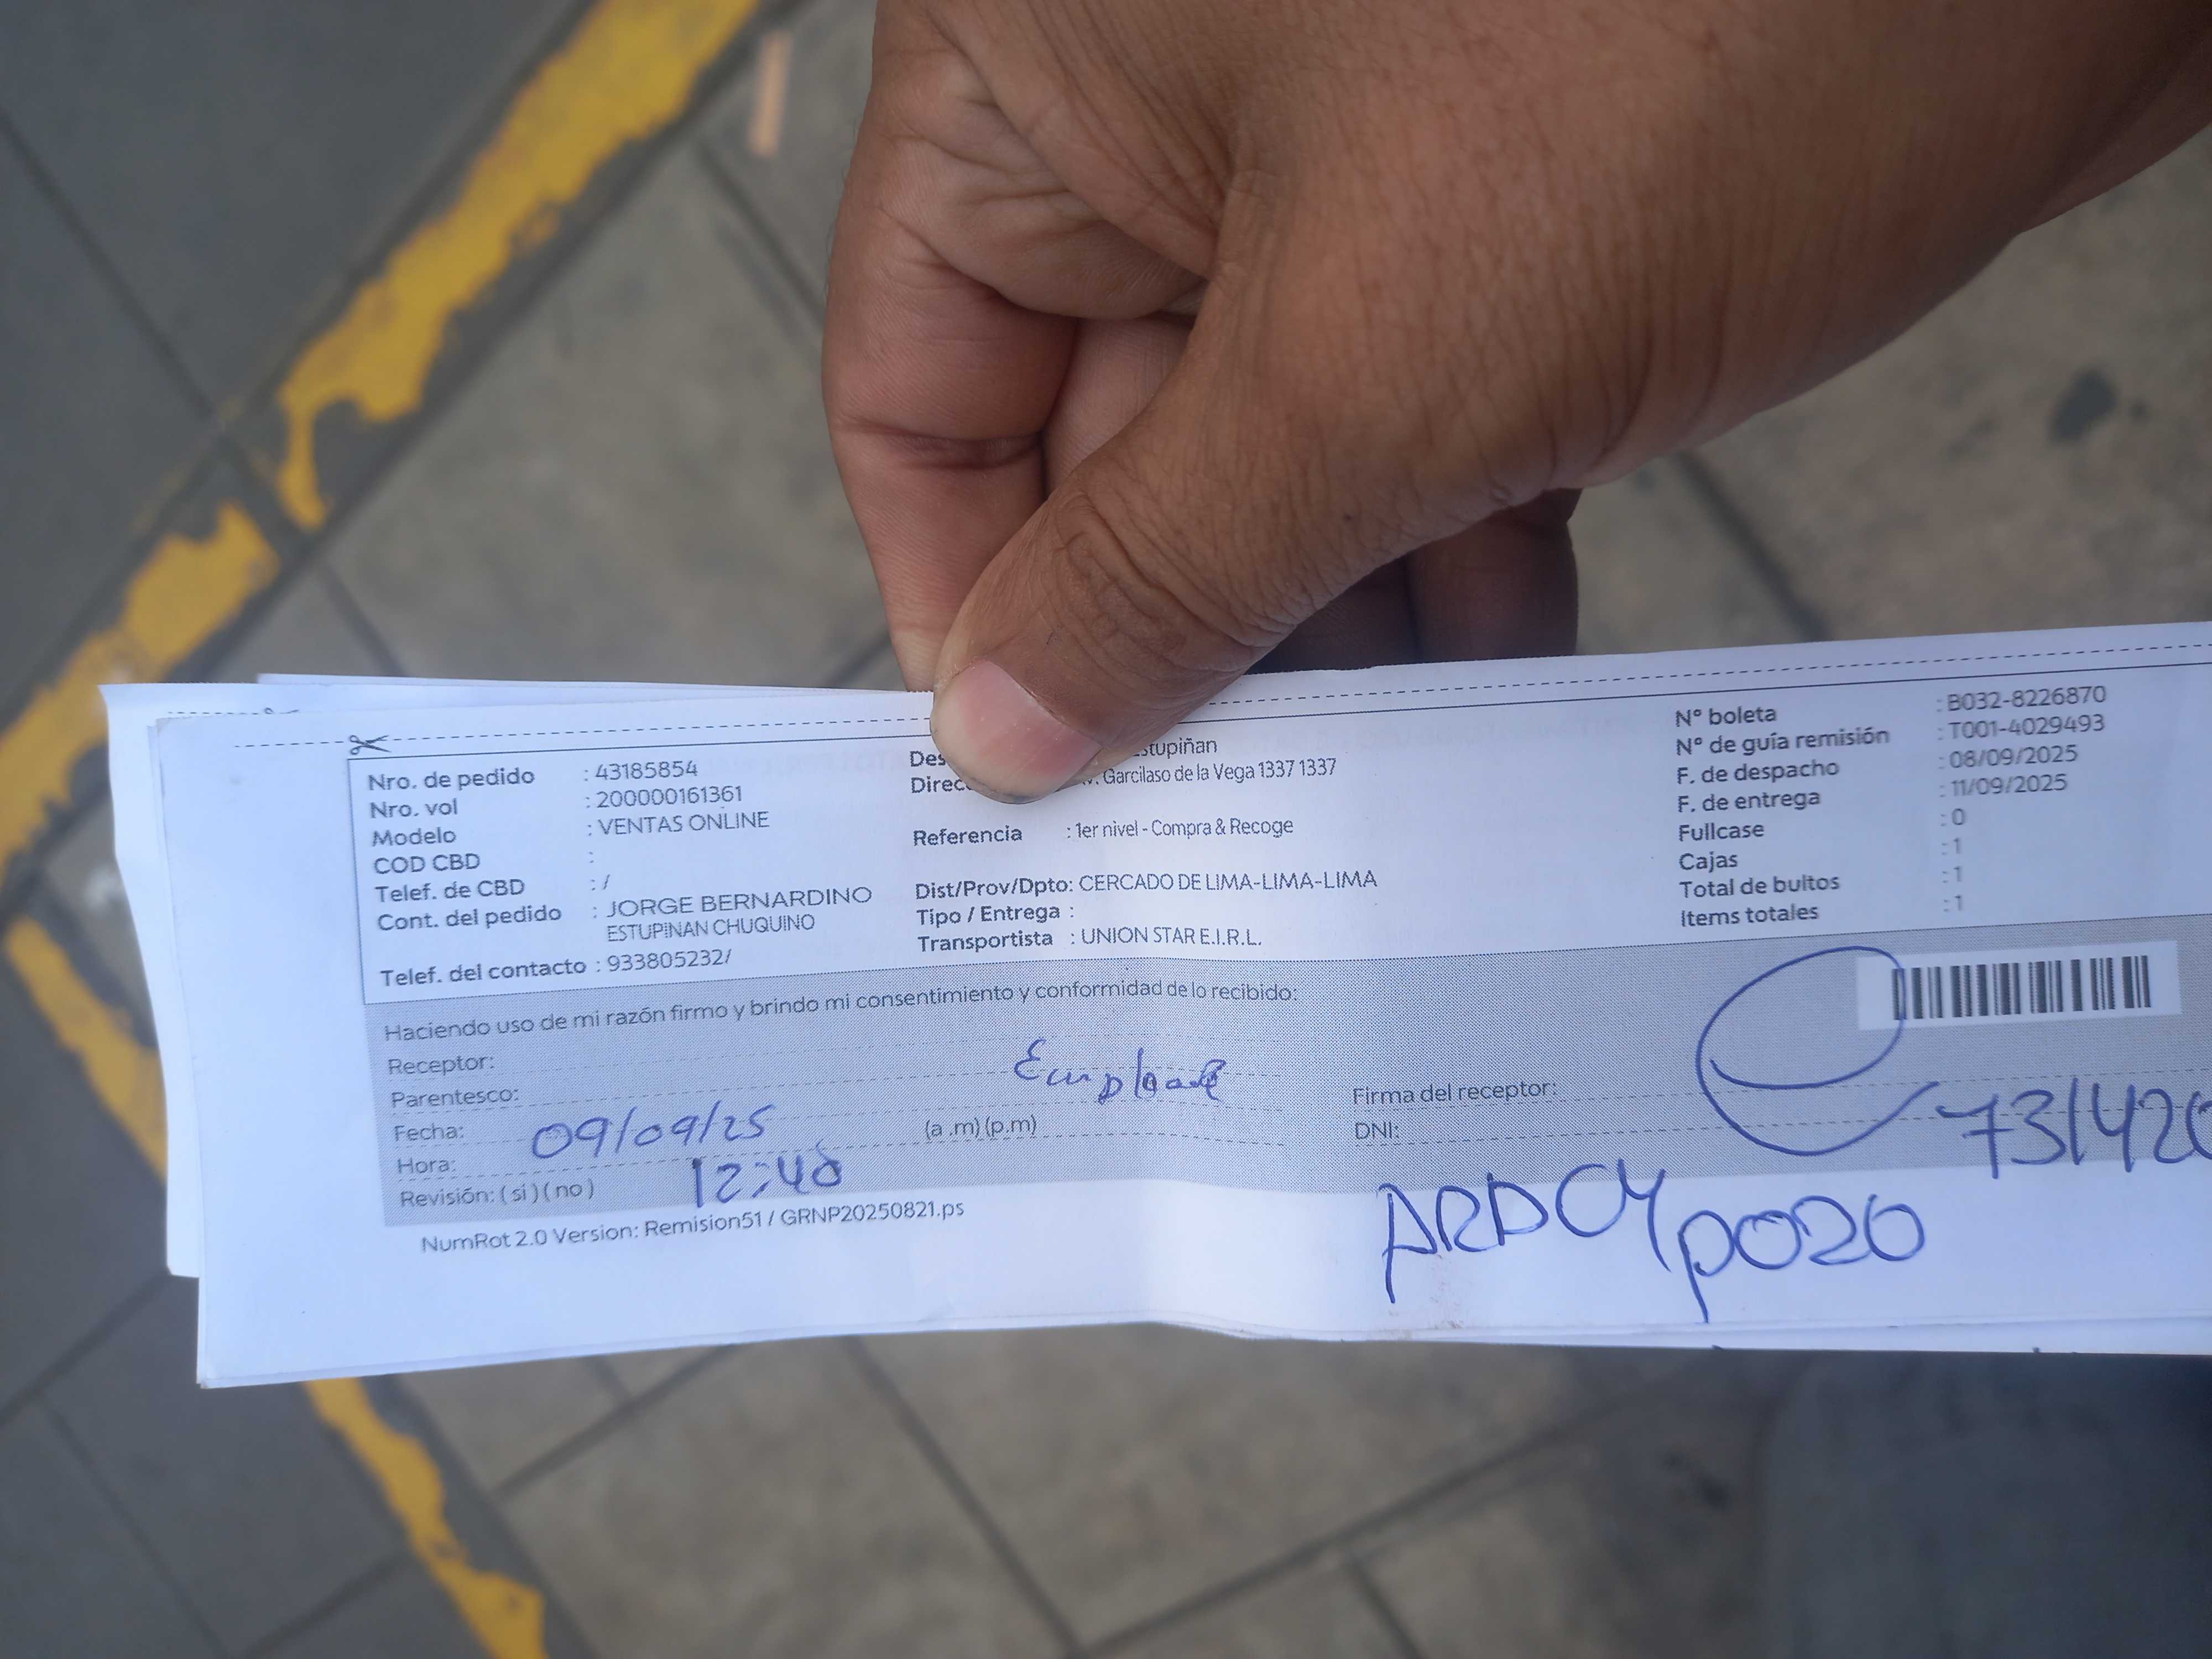 Nro. de pedido : 43185854
Nro. vol : 200000161361
Modelo : VENTAS ONLINE
COD CBD :
Telef. de CBD : /
Cont. del pedido : JORGE BERNARDINO
ESTUPINAN CHUQUINO
Telef. del contacto : 933805232/
Estupiñan
Garcilaso de la Vega 1337 1337
Referencia : 1er nivel - Compra & Recoge
Dist/Prov/Dpto: CERCADO DE LIMA-LIMA-LIMA
Tipo / Entrega :
Transportista : UNION STAR E.I.R.L.
N° boleta : B032-8226870
N° de guía remisión : T001-4029493
F. de despacho : 08/09/2025
F. de entrega : 11/09/2025
Fullcase : 0
Cajas : 1
Total de bultos : 1
Items totales : 1
Haciendo uso de mi razón firmo y brindo mi consentimiento y conformidad de lo recibido:
Receptor:
Parentesco:
Fecha: 09/09/25 (a .m) (p.m)
Hora: 12:40
Revisión: ( si ) ( no )
Firma del receptor:
DNI: 731420
NumRot 2.0 Version: Remision51 / GRNP20250821.ps